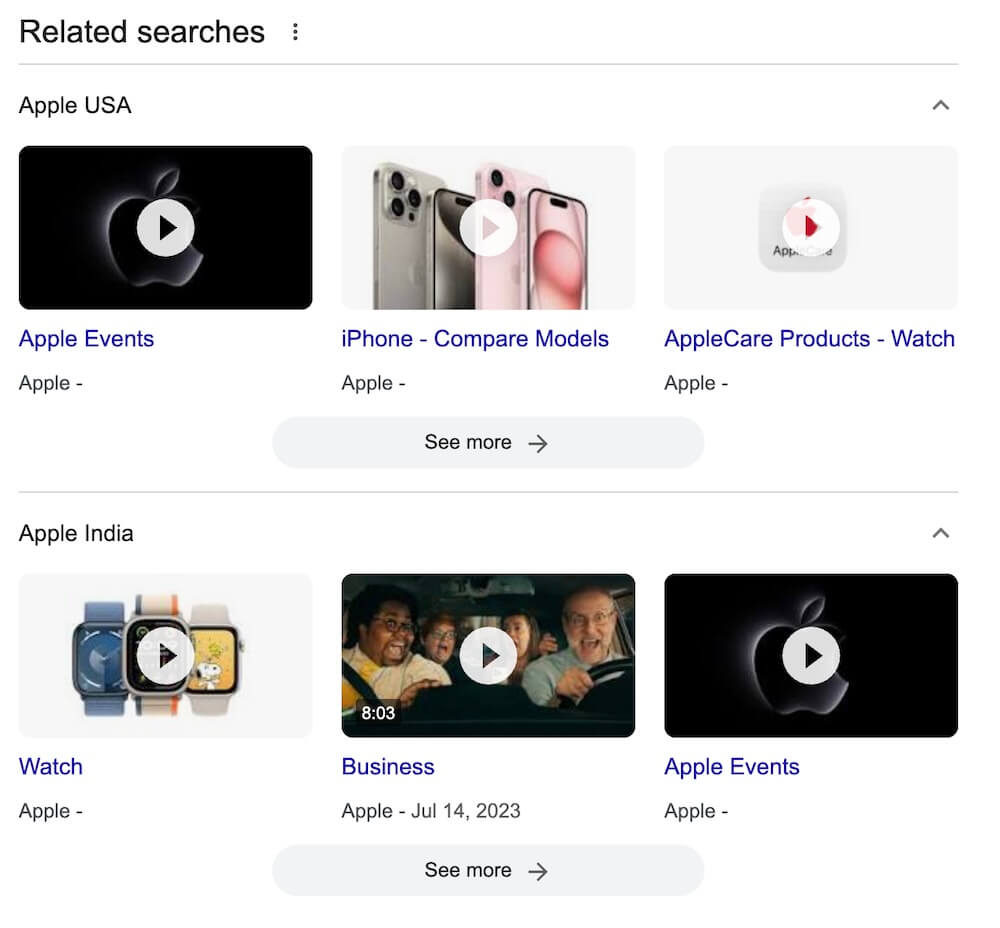 Related searches
Apple USA
AppleCare
Apple Events
iPhone - Compare Models
AppleCare Products - Watch
Apple -
Apple -
Apple -
See more
Apple India
8:03
Watch
Business
Apple Events
Apple -
Apple - Jul 14, 2023
Apple -
See more